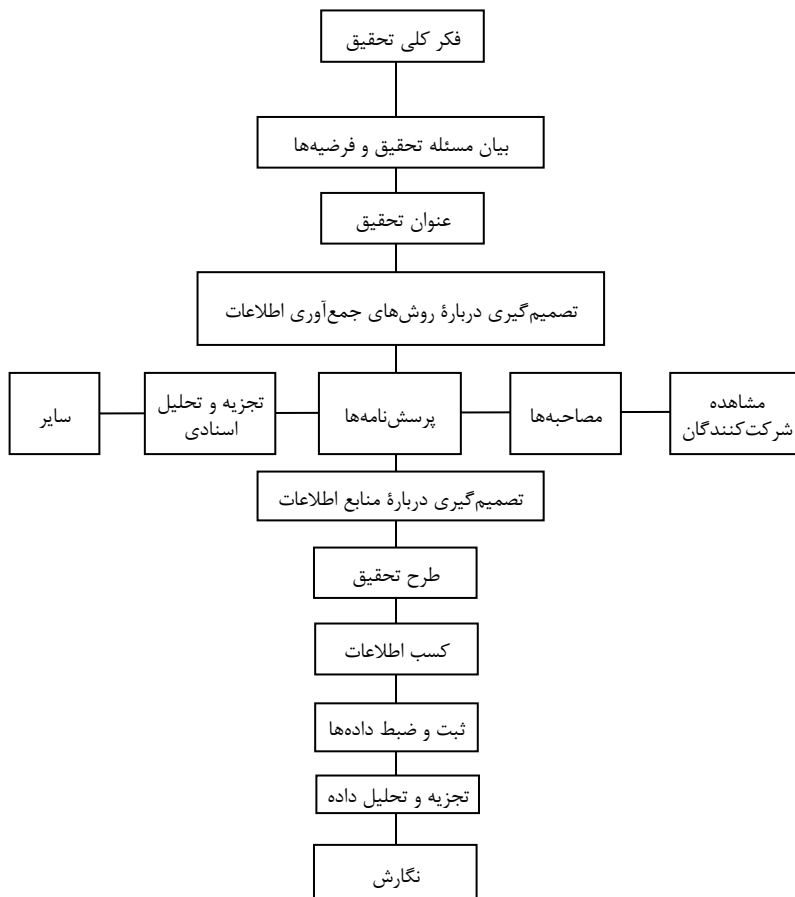 فکر کلی تحقیق
بیان مسئله تحقیق و فرضیه‌ها
عنوان تحقیق
تصمیم‌گیری دربارهٔ روش‌های جمع‌آوری اطلاعات
مشاهده
شرکت‌کنندگان
مصاحبه‌ها
پرسش‌نامه‌ها
تجزیه و تحلیل
اسنادی
سایر
تصمیم‌گیری دربارهٔ منابع اطلاعات
طرح تحقیق
کسب اطلاعات
ثبت و ضبط داده‌ها
تجزیه و تحلیل داده
نگارش